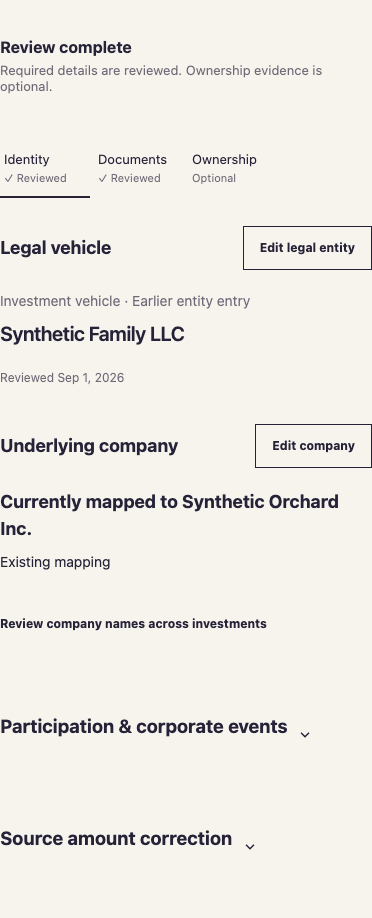 Review complete
Required details are reviewed. Ownership evidence is
optional.
Identity
✓ Reviewed
Documents
✓ Reviewed
Ownership
Optional
Legal vehicle
Edit legal entity
Investment vehicle · Earlier entity entry
Synthetic Family LLC
Reviewed Sep 1, 2026
Underlying company
Edit company
Currently mapped to Synthetic Orchard
Inc.
Existing mapping
Review company names across investments
Participation & corporate events
Source amount correction